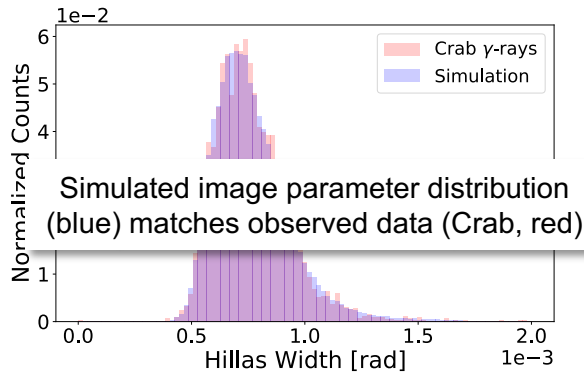 1e−2
6
Crab γ-rays
Simulation
4
Normalized Counts
Simulated image parameter distribution
(blue) matches observed data (Crab, red)
1
0
0.0 0.5 1.0 1.5 2.0
Hillas Width [rad] 1e−3